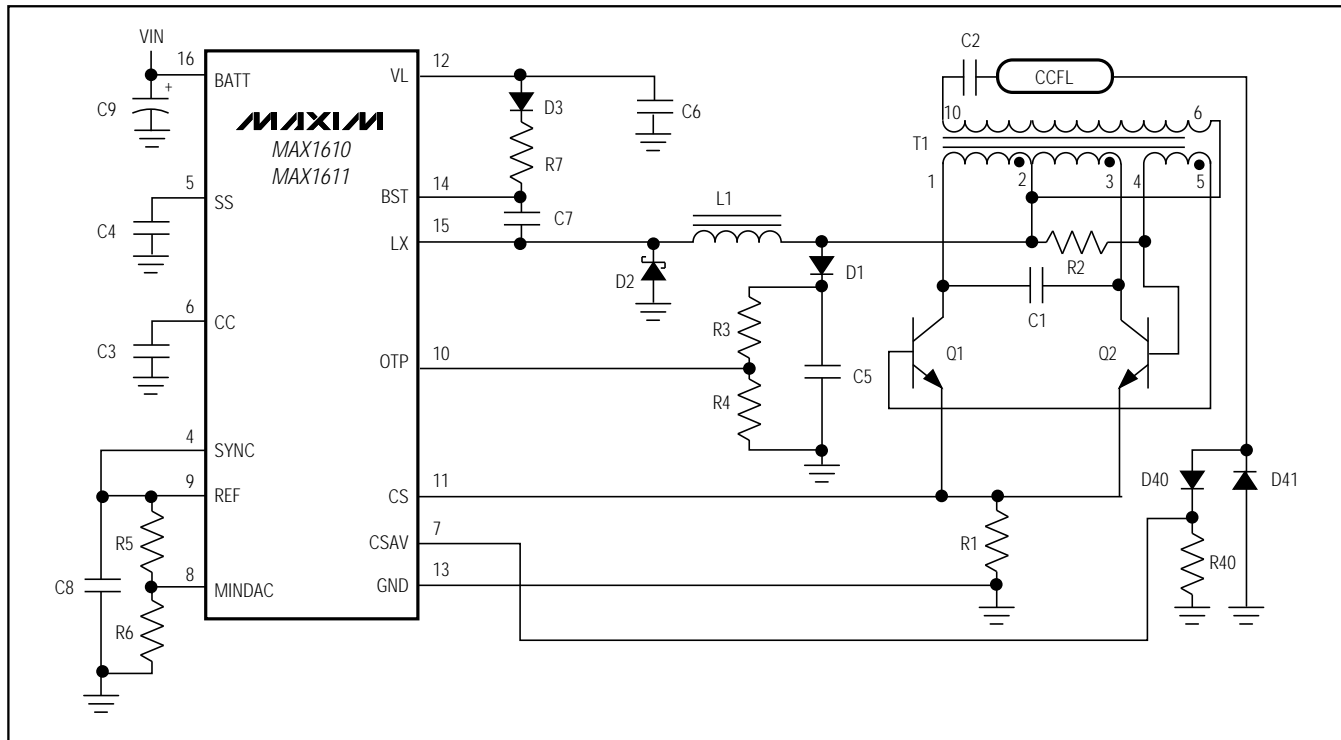 VIN
16
BATT
C9
+
MAXIM
MAX1610
MAX1611
12
VL
D3
C6
R7
5
SS
C4
14
BST
C7
15
LX
L1
D2
D1
6
CC
C3
R3
10
OTP
R4
C5
4
SYNC
9
REF
R5
8
MINDAC
C8
R6
11
CS
7
CSAV
13
GND
R1
C2
CCFL
10
6
T1
1
2
3
4
5
R2
C1
Q1
Q2
D40
D41
R40